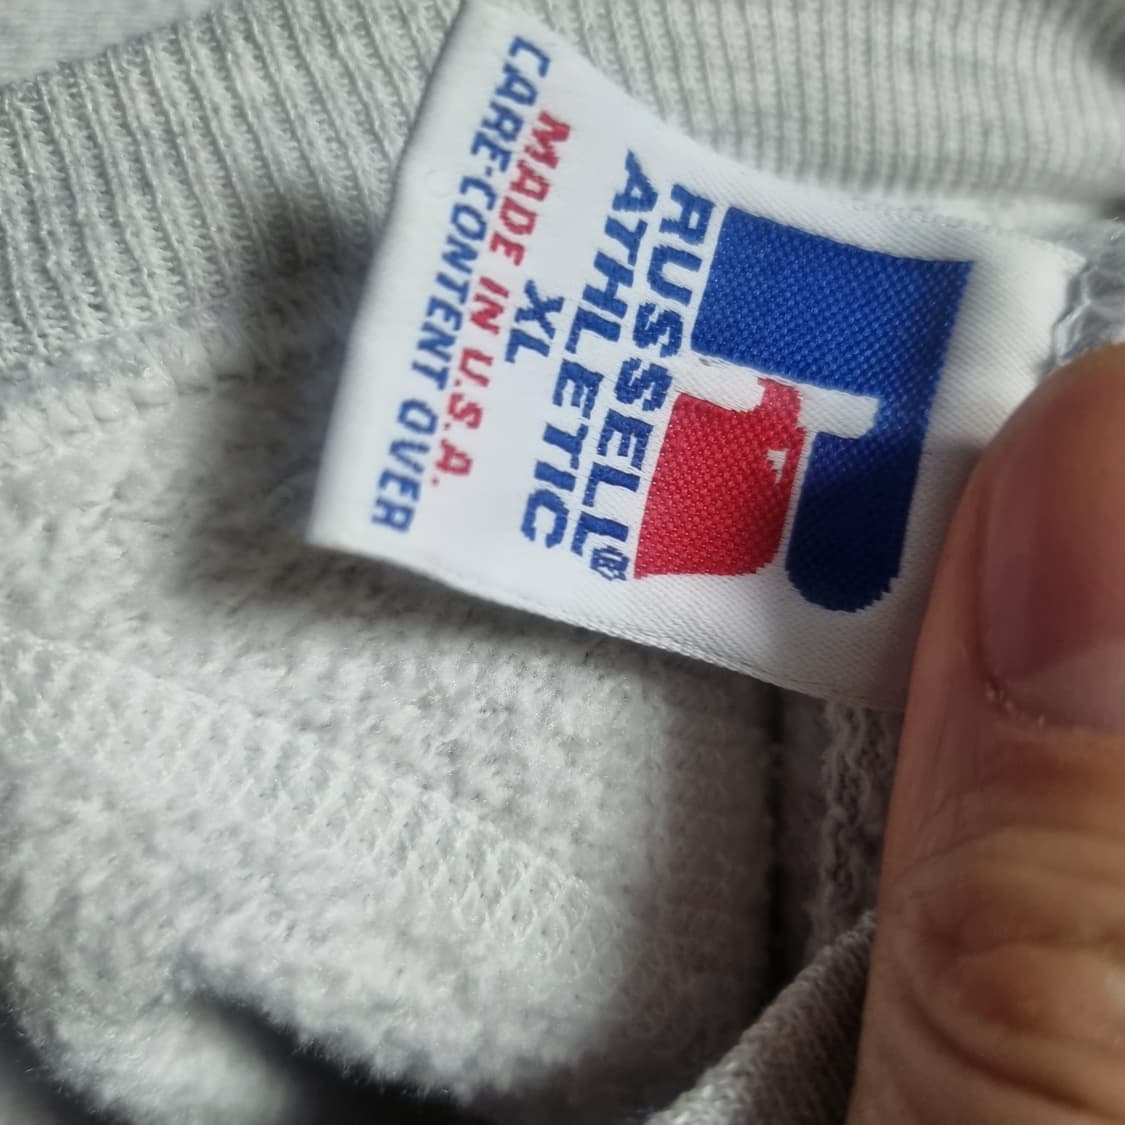 RUSSELL®
ATHLETIC
XL
MADE IN U.S.A.
CARE-CONTENT OVER